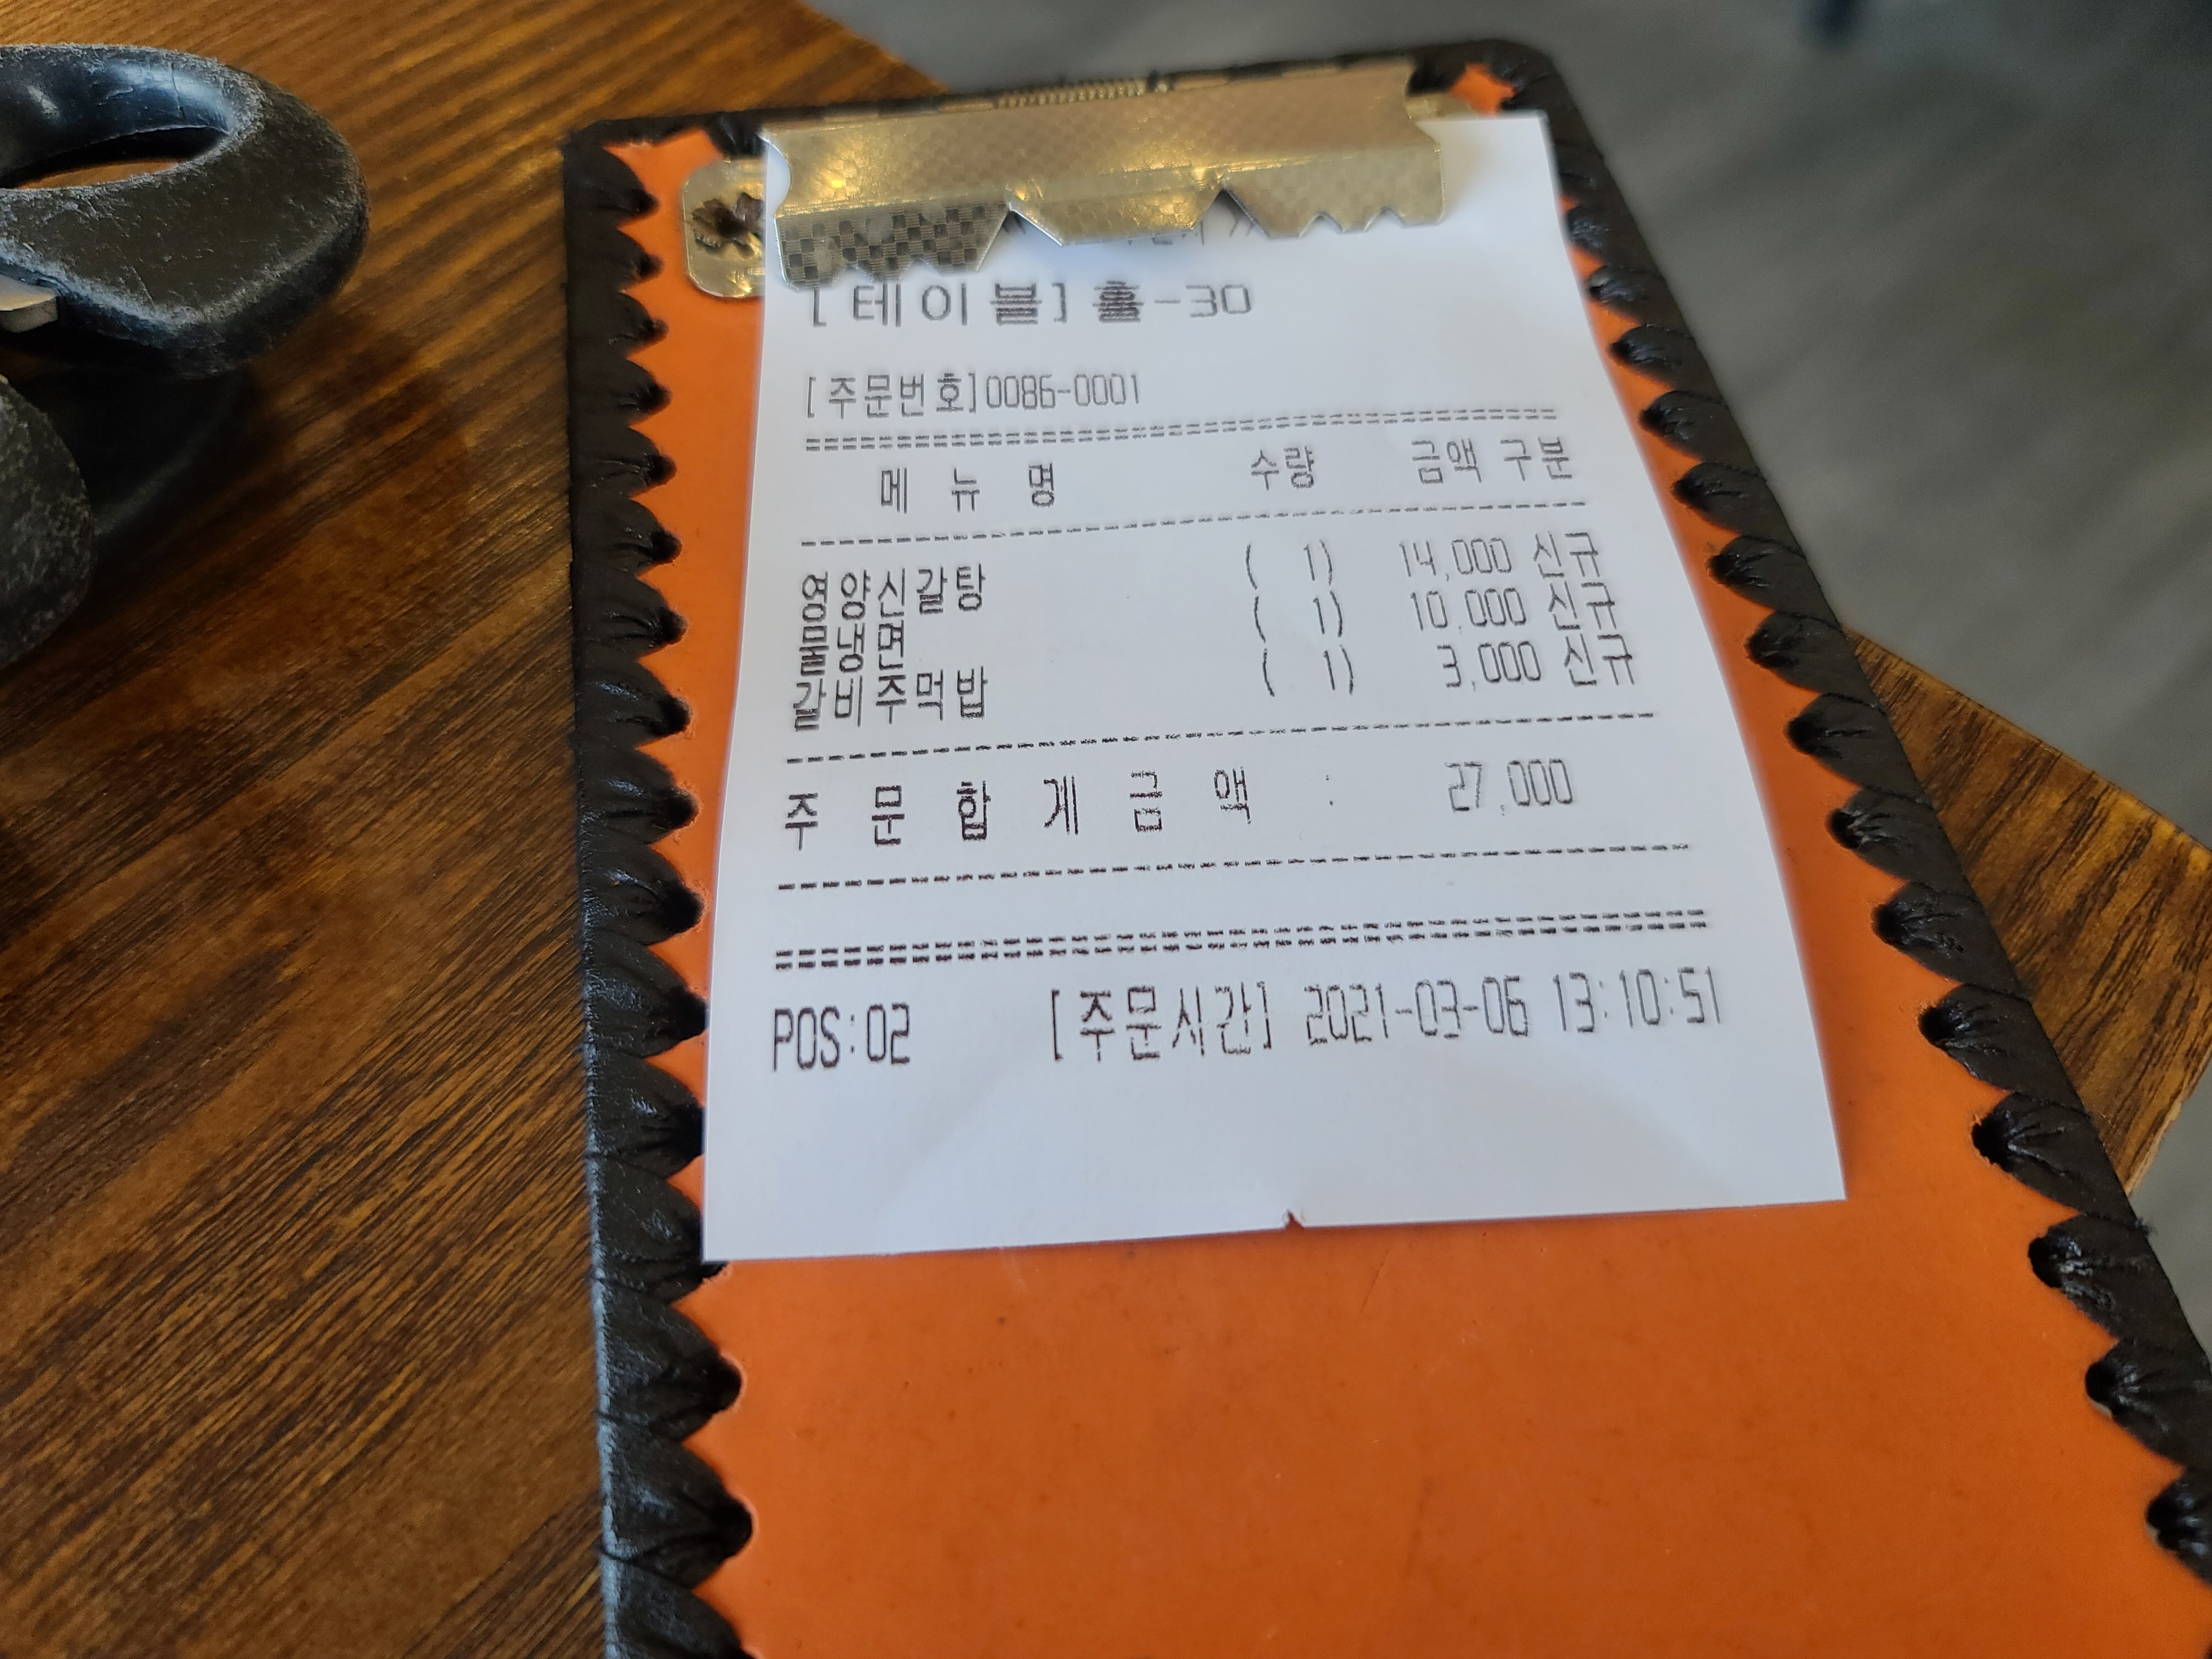 [테이블] 홀-30
[주문번호]0086-0001
메 뉴 명 수량 금액 구분
영양신갈탕 ( 1) 14,000 신규
물냉면 ( 1) 10,000 신규
갈비주먹밥 ( 1) 3,000 신규
주 문 합 계 금 액 : 27,000
POS:02 [주문시간] 2021-03-06 13:10:51